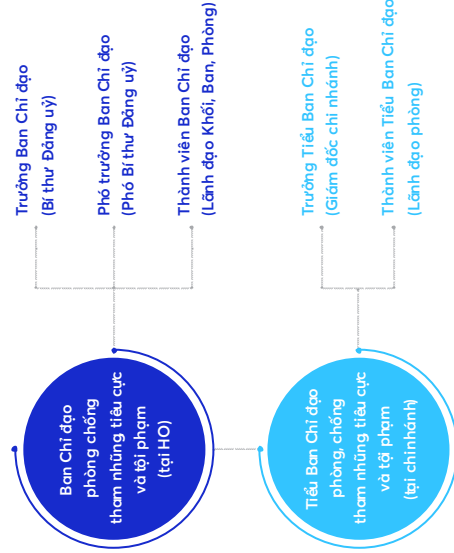 Ban Chỉ đạo
phòng chống
tham nhũng tiêu cực
và tội phạm
(tại HO)
Trưởng Ban Chỉ đạo
(Bí thư Đảng uỷ)
Phó trưởng Ban Chỉ đạo
(Phó Bí thư Đảng uỷ)
Thành viên Ban Chỉ đạo
(Lãnh đạo Khối, Ban, Phòng)
Tiểu Ban Chỉ đạo
phòng, chống
tham nhũng tiêu cực
và tội phạm
(tại chi nhánh)
Trưởng Tiểu Ban Chỉ đạo
(Giám đốc chi nhánh)
Thành viên Tiểu Ban Chỉ đạo
(Lãnh đạo phòng)